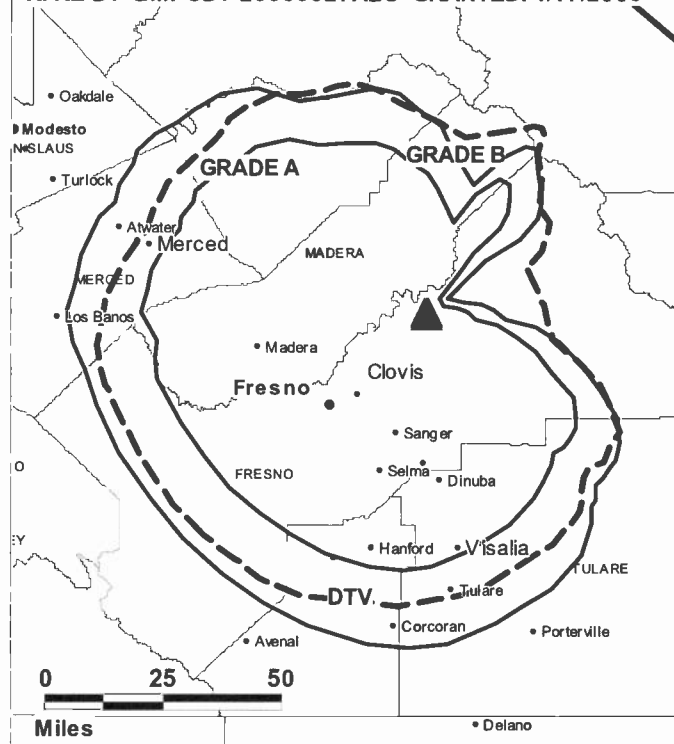 Oakdale
Modesto
Turlock
GRADE A
GRADE B
Atwater
Merced
MADERA
MERCED
Los Banos
Madera
Clovis
Fresno
Sanger
FRESNO
Selma
Dinuba
Hanford
Visalia
TULARE
DTV.
Tulare
Corcoran
Avenal
Porterville
0 25 50
Miles
Delano